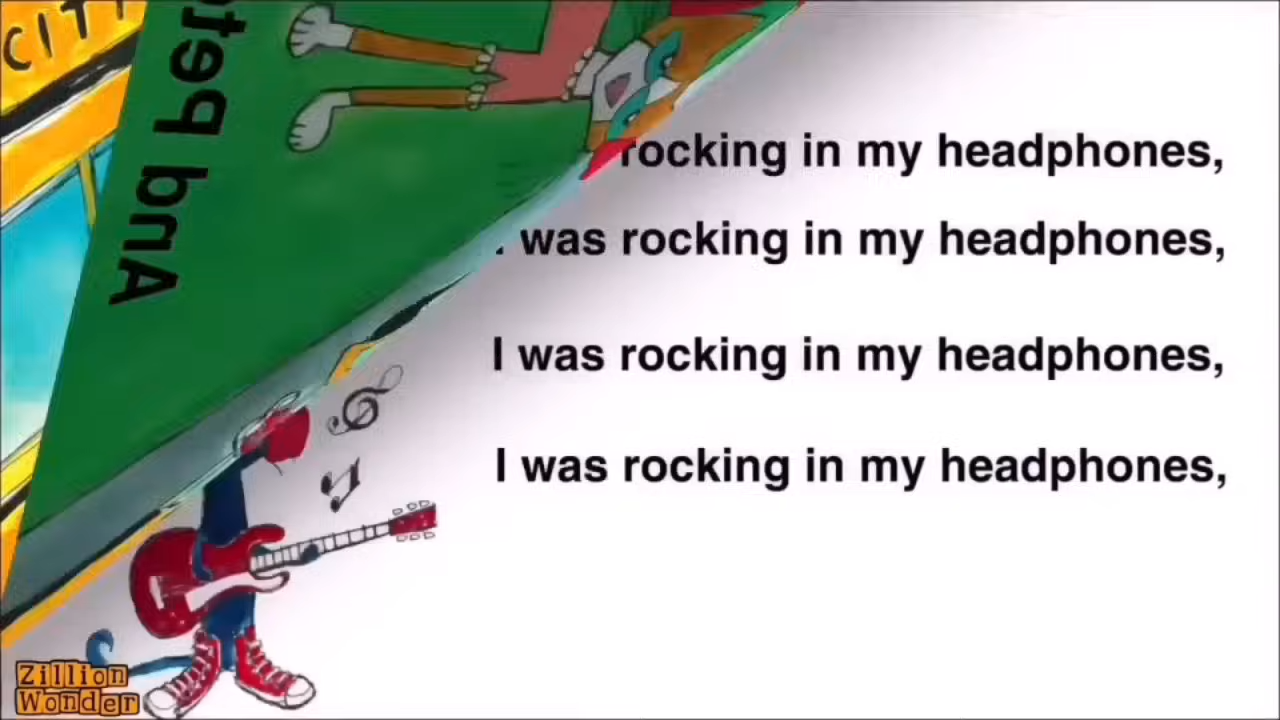 CIT
And Pete
rocking in my headphones,
was rocking in my headphones,
I was rocking in my headphones,
I was rocking in my headphones,
Zillion
Wonder